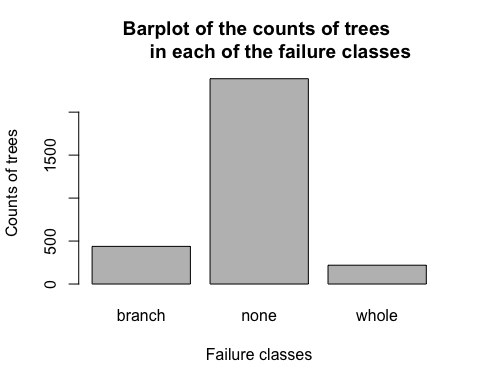 Barplot of the counts of trees
in each of the failure classes
Counts of trees
1500
500
0
branch none whole
Failure classes